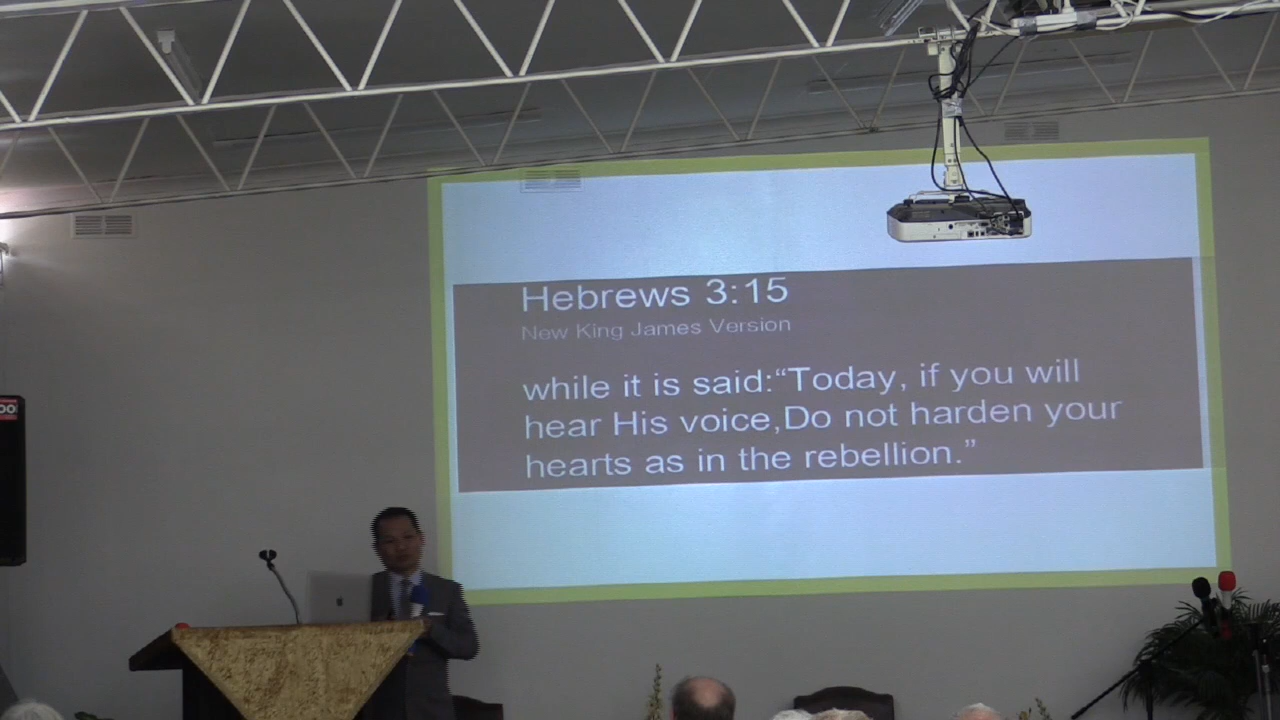 Hebrews 3:15
New King James Version
while it is said:“Today, if you will
hear His voice,Do not harden your
hearts as in the rebellion.”